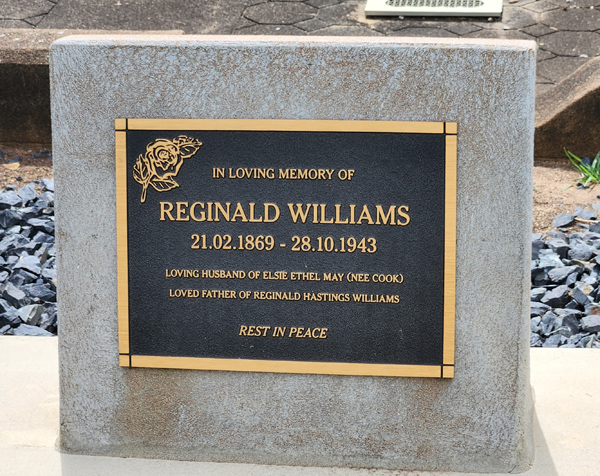 IN LOVING MEMORY OF
REGINALD WILLIAMS
21.02.1869 - 28.10.1943
LOVING HUSBAND OF ELSIE ETHEL MAY (NEE COOK)
LOVED FATHER OF REGINALD HASTINGS WILLIAMS
REST IN PEACE